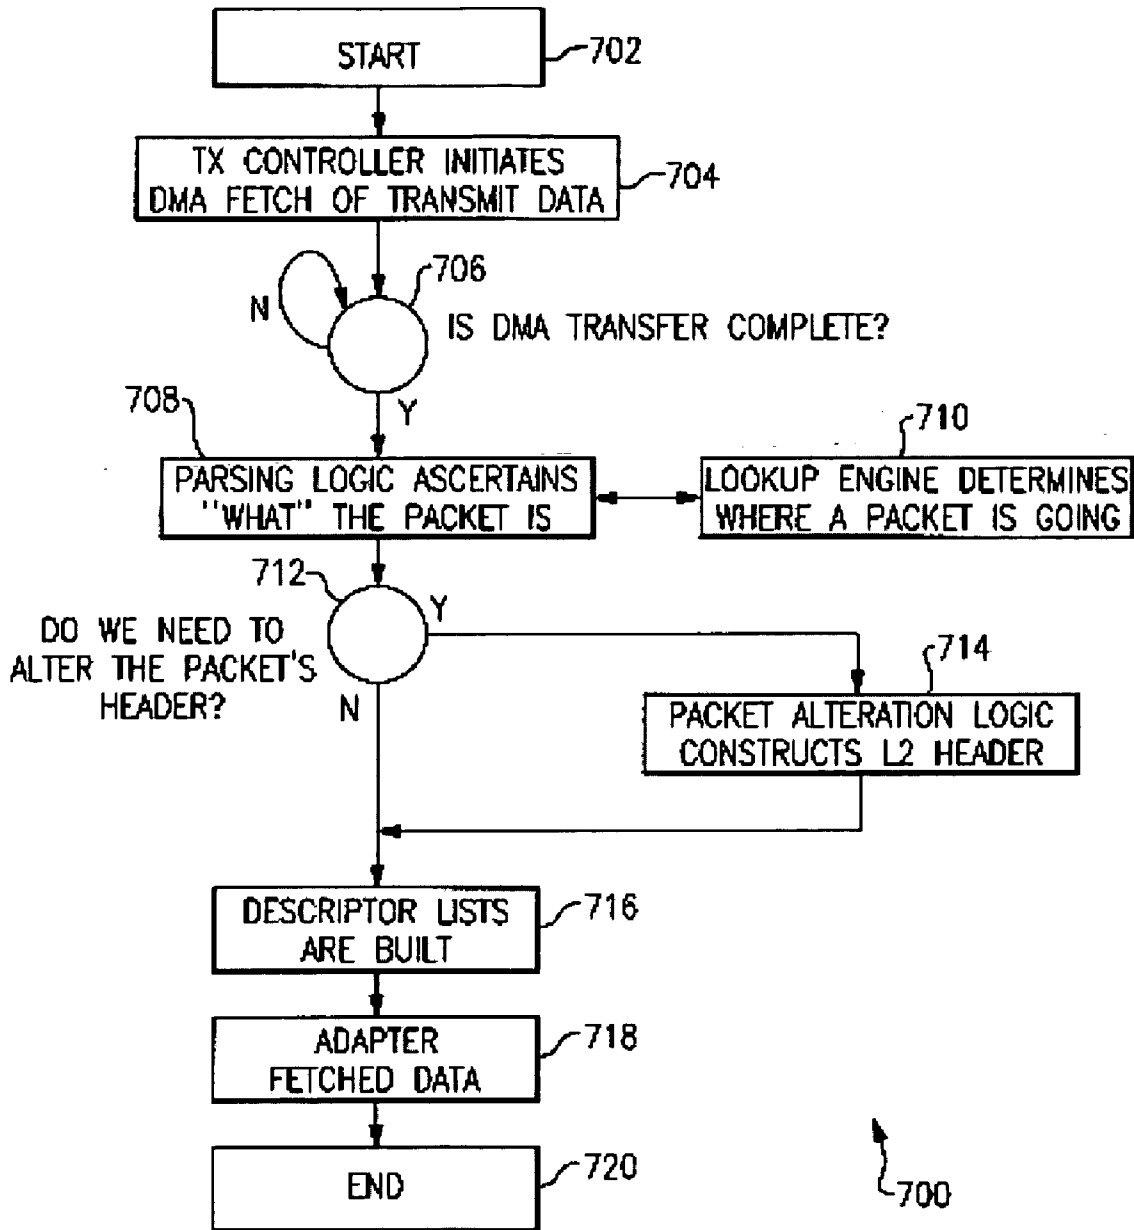 START
702
TX CONTROLLER INITIATES
DMA FETCH OF TRANSMIT DATA
704
706
N
IS DMA TRANSFER COMPLETE?
Y
708
PARSING LOGIC ASCERTAINS
"WHAT" THE PACKET IS
710
LOOKUP ENGINE DETERMINES
WHERE A PACKET IS GOING
712
Y
DO WE NEED TO
ALTER THE PACKET'S
HEADER?
N
714
PACKET ALTERATION LOGIC
CONSTRUCTS L2 HEADER
DESCRIPTOR LISTS
ARE BUILT
716
ADAPTER
FETCHED DATA
718
END
720
700